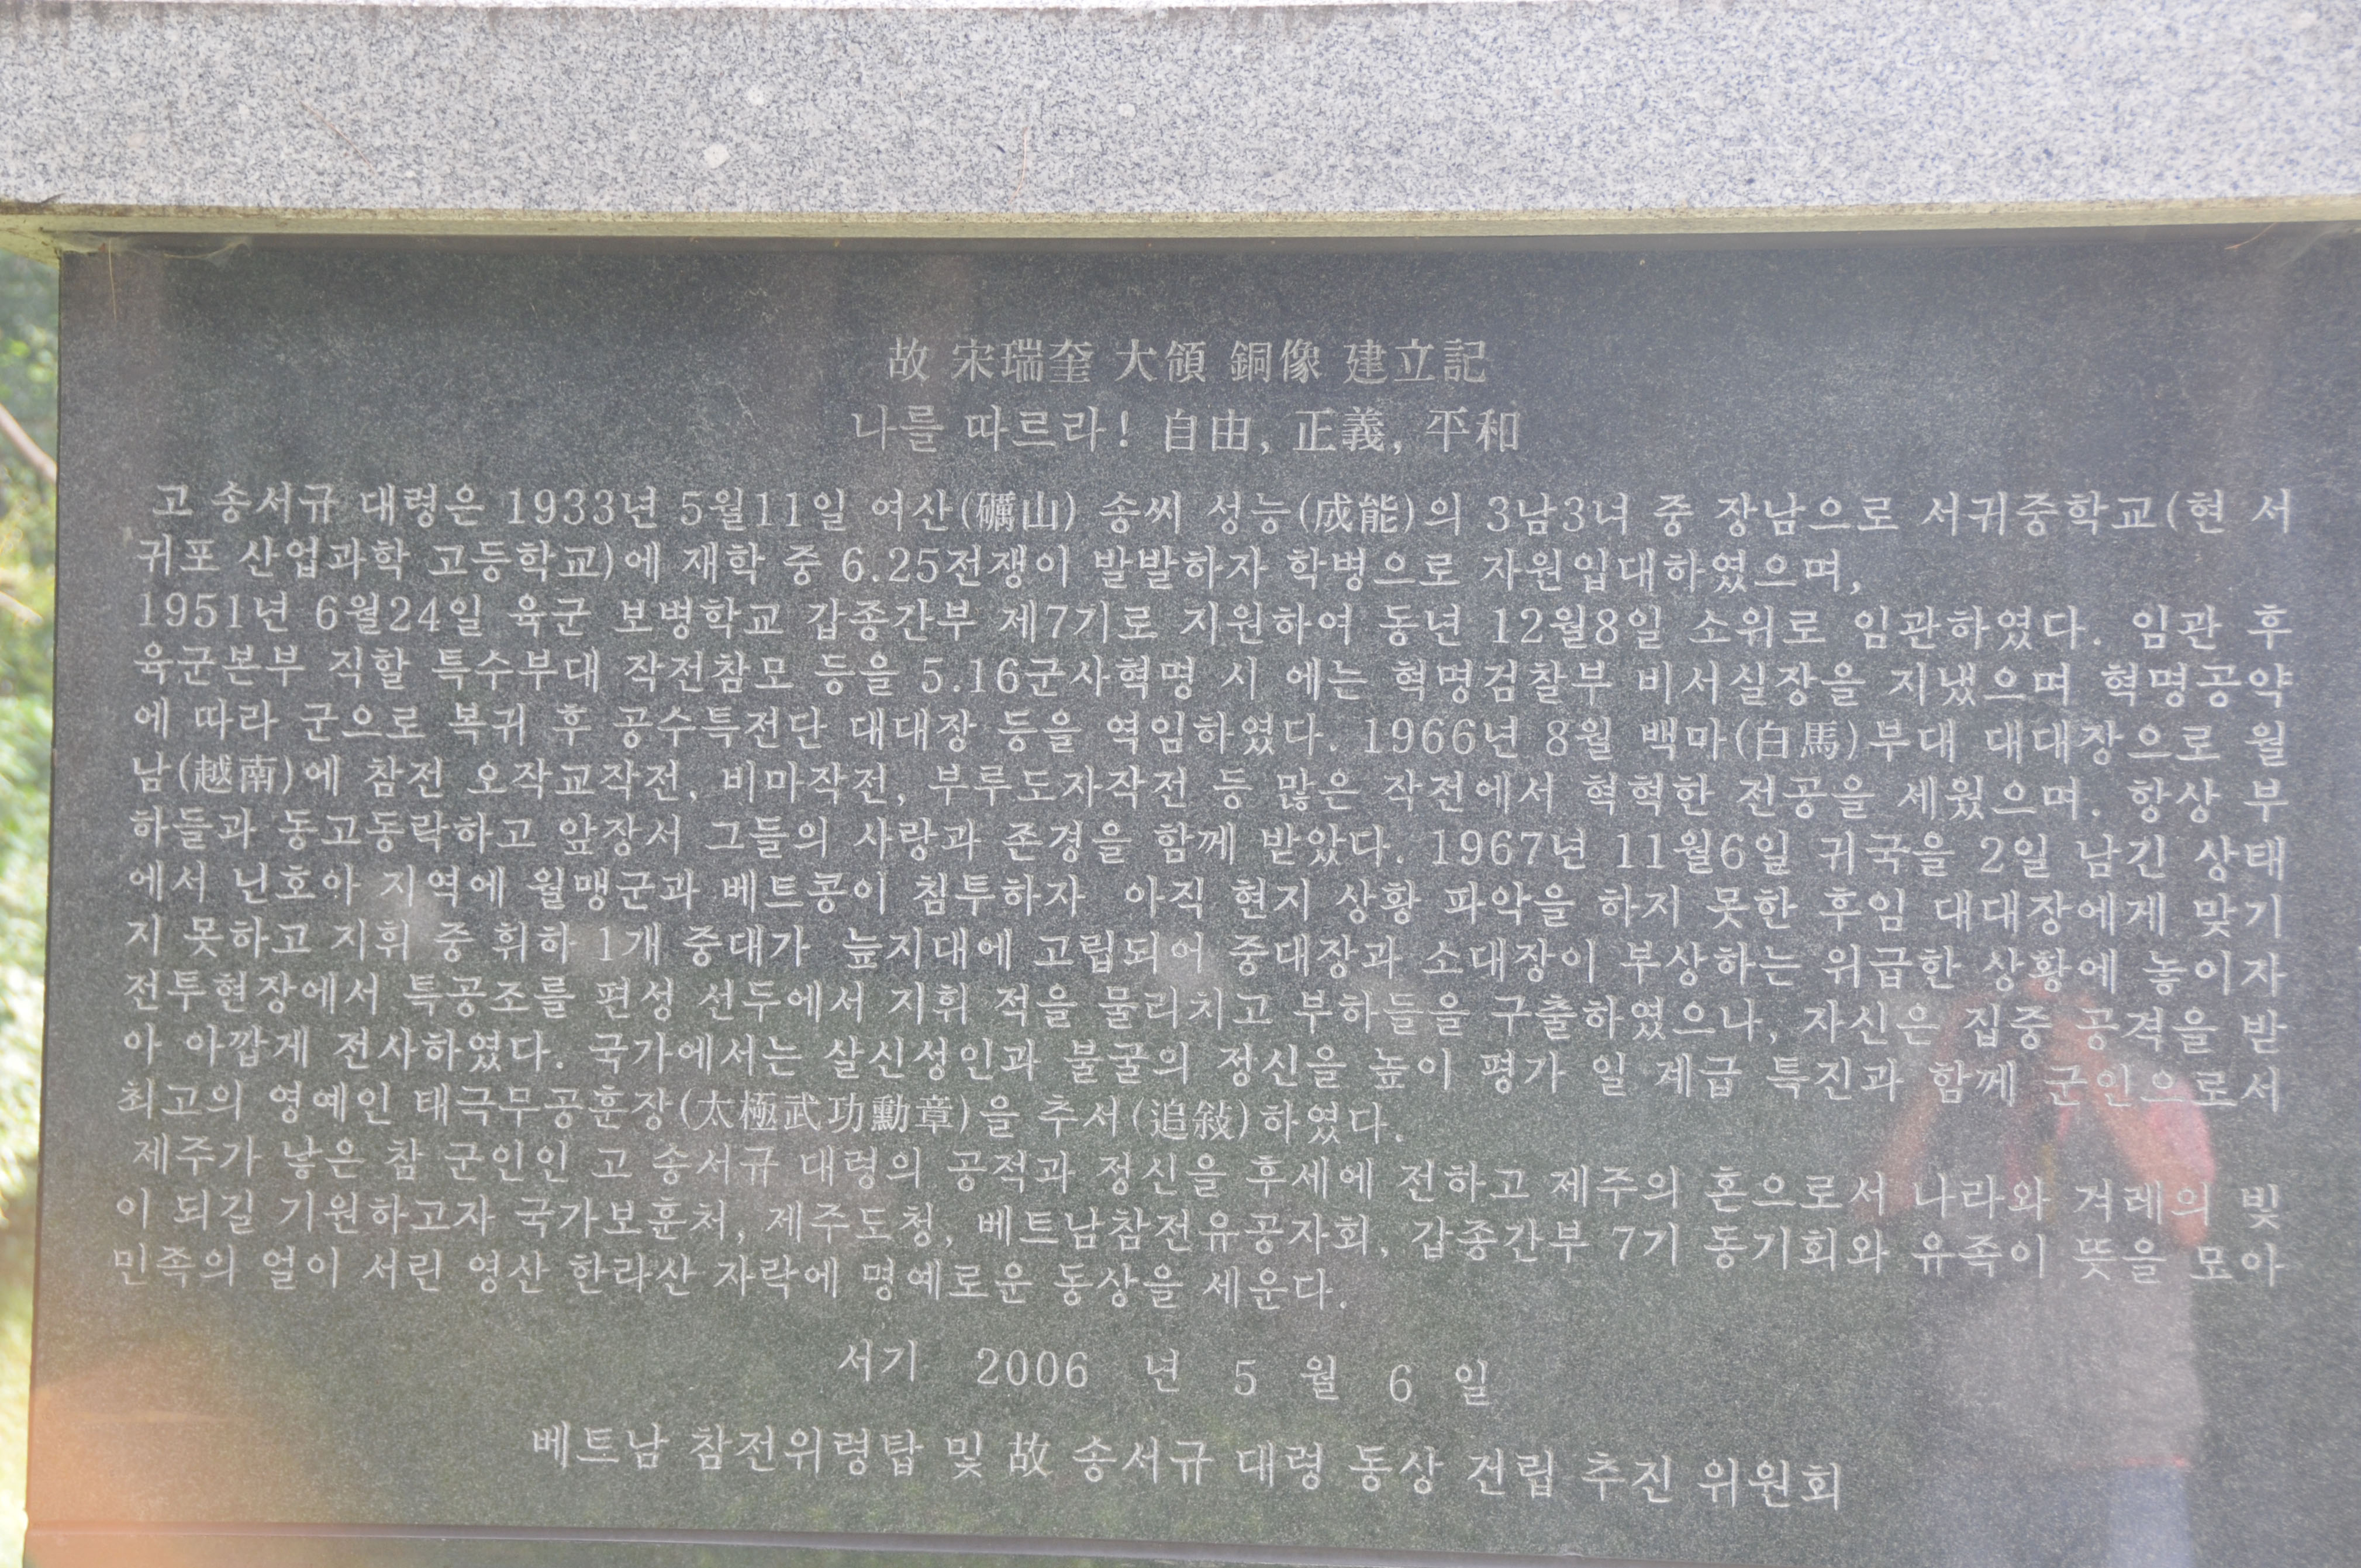 故 宋瑞奎 大領 銅像 建立記
나를 따르라! 自由, 正義, 平和
고 송서규 대령은 1933년 5월11일 여산(礪山) 송씨 성능(成能)의 3남3녀 중 장남으로 서귀중학교(현 서
귀포 산업과학 고등학교)에 재학 중 6.25전쟁이 발발하자 학병으로 자원입대하였으며,
1951년 6월24일 육군 보병학교 갑종간부 제7기로 지원하여 동년 12월8일 소위로 임관하였다. 임관 후
육군본부 직할 특수부대 작전참모 등을 5.16군사혁명 시 에는 혁명검찰부 비서실장을 지냈으며 혁명공약
에 따라 군으로 복귀 후 공수특전단 대대장 등을 역임하였다. 1966년 8월 백마(白馬)부대 대대장으로 월
남(越南)에 참전 오작교작전, 비마작전, 부루도자작전 등 많은 작전에서 혁혁한 전공을 세웠으며. 항상 부
하들과 동고동락하고 앞장서 그들의 사랑과 존경을 함께 받았다. 1967년 11월6일 귀국을 2일 남긴 상태
에서 닌호아 지역에 월맹군과 베트콩이 침투하자 아직 현지 상황 파악을 하지 못한 후임 대대장에게 맞기
지 못하고 지휘 중 휘하 1개 중대가 늪지대에 고립되어 중대장과 소대장이 부상하는 위급한 상황에 놓이자
전투현장에서 특공조를 편성 선두에서 지휘 적을 물리치고 부하들을 구출하였으나, 자신은 집중 공격을 받
아 아깝게 전사하였다. 국가에서는 살신성인과 불굴의 정신을 높이 평가 일 계급 특진과 함께 군인으로서
최고의 영예인 태극무공훈장(太極武功勳章)을 추서(追敍)하였다.
제주가 낳은 참 군인인 고 송서규 대령의 공적과 정신을 후세에 전하고 제주의 혼으로서 나라와 겨레의 빛
이 되길 기원하고자 국가보훈처, 제주도청, 베트남참전유공자회, 갑종간부 7기 동기회와 유족이 뜻을 모아
민족의 얼이 서린 영산 한라산 자락에 명예로운 동상을 세운다.
서기 2006 년 5 월 6 일
베트남 참전위령탑 및 故 송서규 대령 동상 건립 추진 위원회